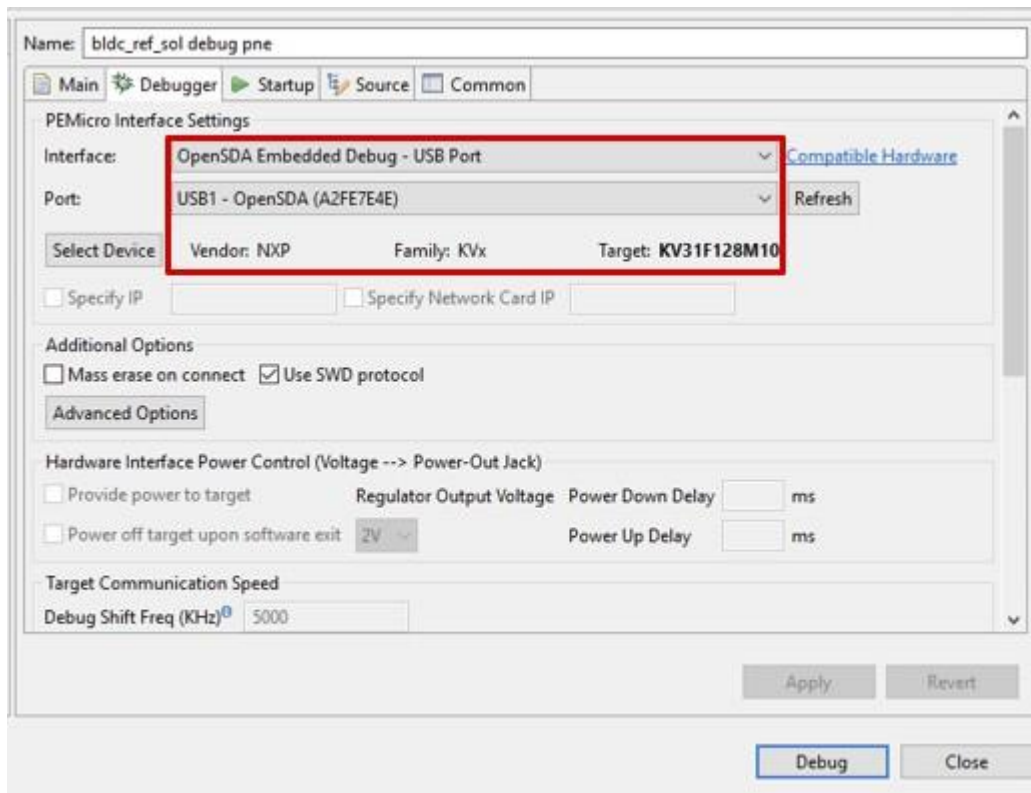 Name: bldc_ref_sol debug pne
Main Debugger Startup Source Common
PEMicro Interface Settings
Interface: OpenSDA Embedded Debug - USB Port Compatible Hardware
Port: USB1 - OpenSDA (A2FE7E4E) Refresh
Select Device Vendor: NXP Family: KVx Target: KV31F128M10
Specify IP Specify Network Card IP
Additional Options
Mass erase on connect Use SWD protocol
Advanced Options
Hardware Interface Power Control (Voltage --> Power-Out Jack)
Provide power to target Regulator Output Voltage Power Down Delay ms
Power off target upon software exit 2V Power Up Delay ms
Target Communication Speed
Debug Shift Freq (KHz) 5000
Apply Revert
Debug Close